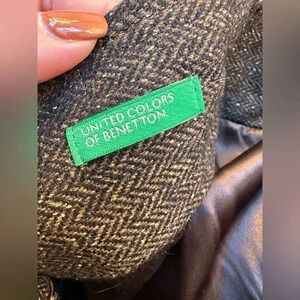 UNITED COLORS
OF BENETTON.